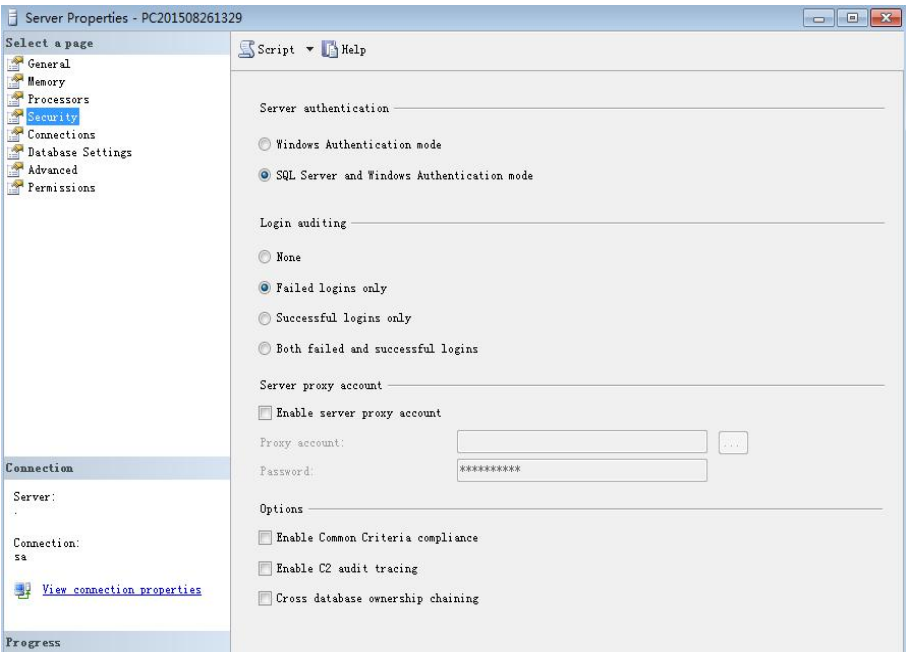 Server Properties - PC201508261329
Select a page
General
Memory
Processors
Security
Connections
Database Settings
Advanced
Permissions
Script
Help
Server authentication
Windows Authentication mode
SQL Server and Windows Authentication mode
Login auditing
None
Failed logins only
Successful logins only
Both failed and successful logins
Server proxy account
Enable server proxy account
Proxy account:
...
Password:
**********
Options
Enable Common Criteria compliance
Enable C2 audit tracing
Cross database ownership chaining
Connection
Server:
.
Connection:
sa
View connection properties
Progress